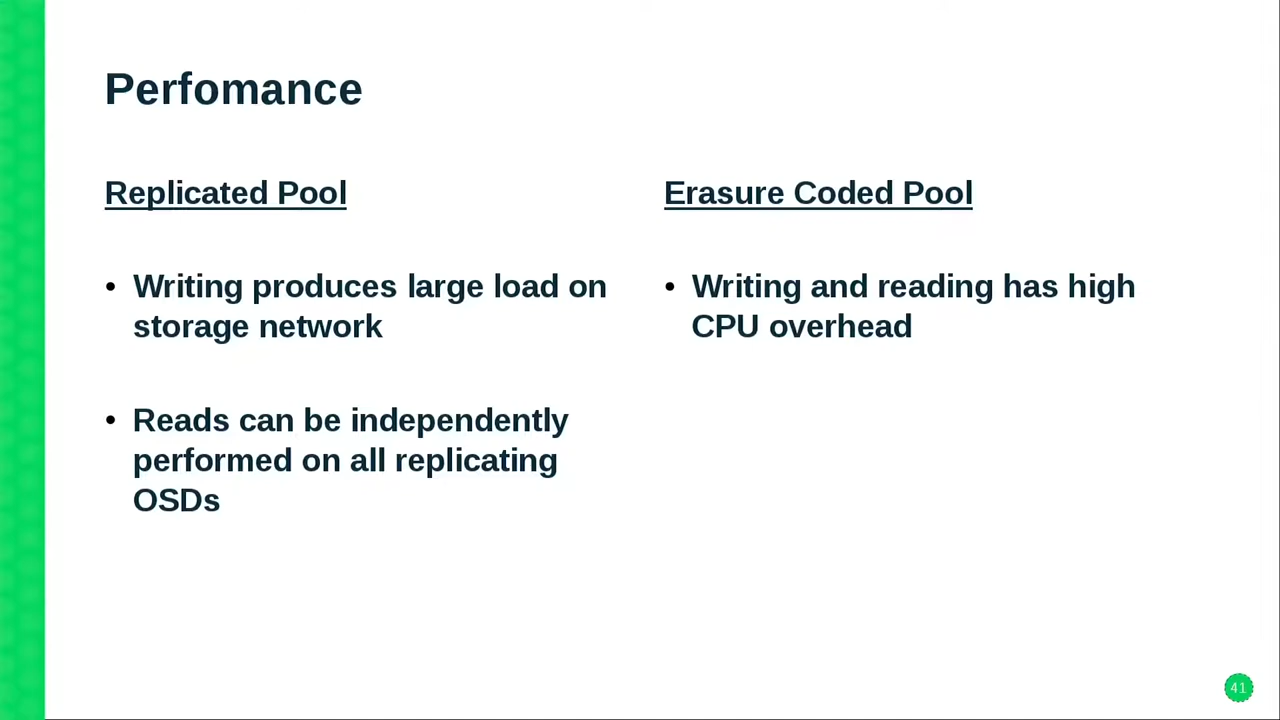 Perfomance
Replicated Pool
• Writing produces large load on
storage network
• Reads can be independently
performed on all replicating
OSDs
Erasure Coded Pool
• Writing and reading has high
CPU overhead
41